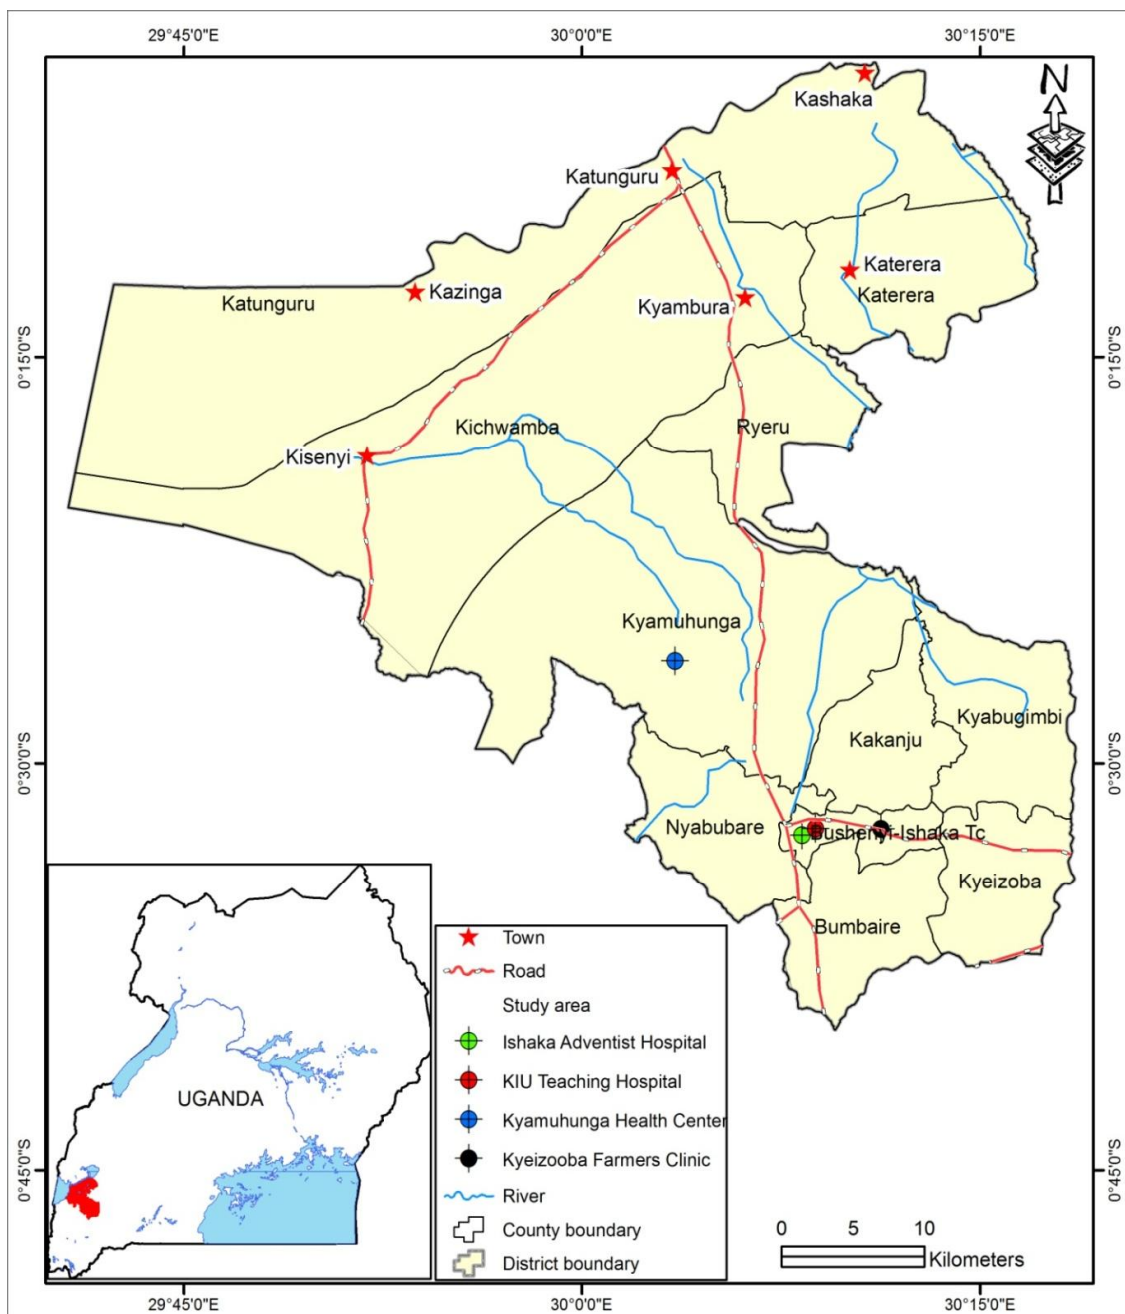 29°45'0"E
30°00'0"E
30°15'0"E
N
Kashaka
Katunguru
Katerera
Kazinga
Katunguru
Kyambura
Katerera
0°15'0"S
0°15'0"S
Kichwamba
Ryeru
Kisenyi
Kyamuhunga
Kyabugimbi
Kakanju
0°30'0"S
0°30'0"S
Nyabubare
Bushenyi-Ishaka Tc
Kyeizoba
Bumbaire
Town
Road
Study area
Ishaka Adventist Hospital
KIU Teaching Hospital
Kyamuhunga Health Center
Kyeizooba Farmers Clinic
River
County boundary
District boundary
UGANDA
0°45'0"S
0°45'0"S
0 5 10
Kilometers
29°45'0"E
30°00'0"E
30°15'0"E